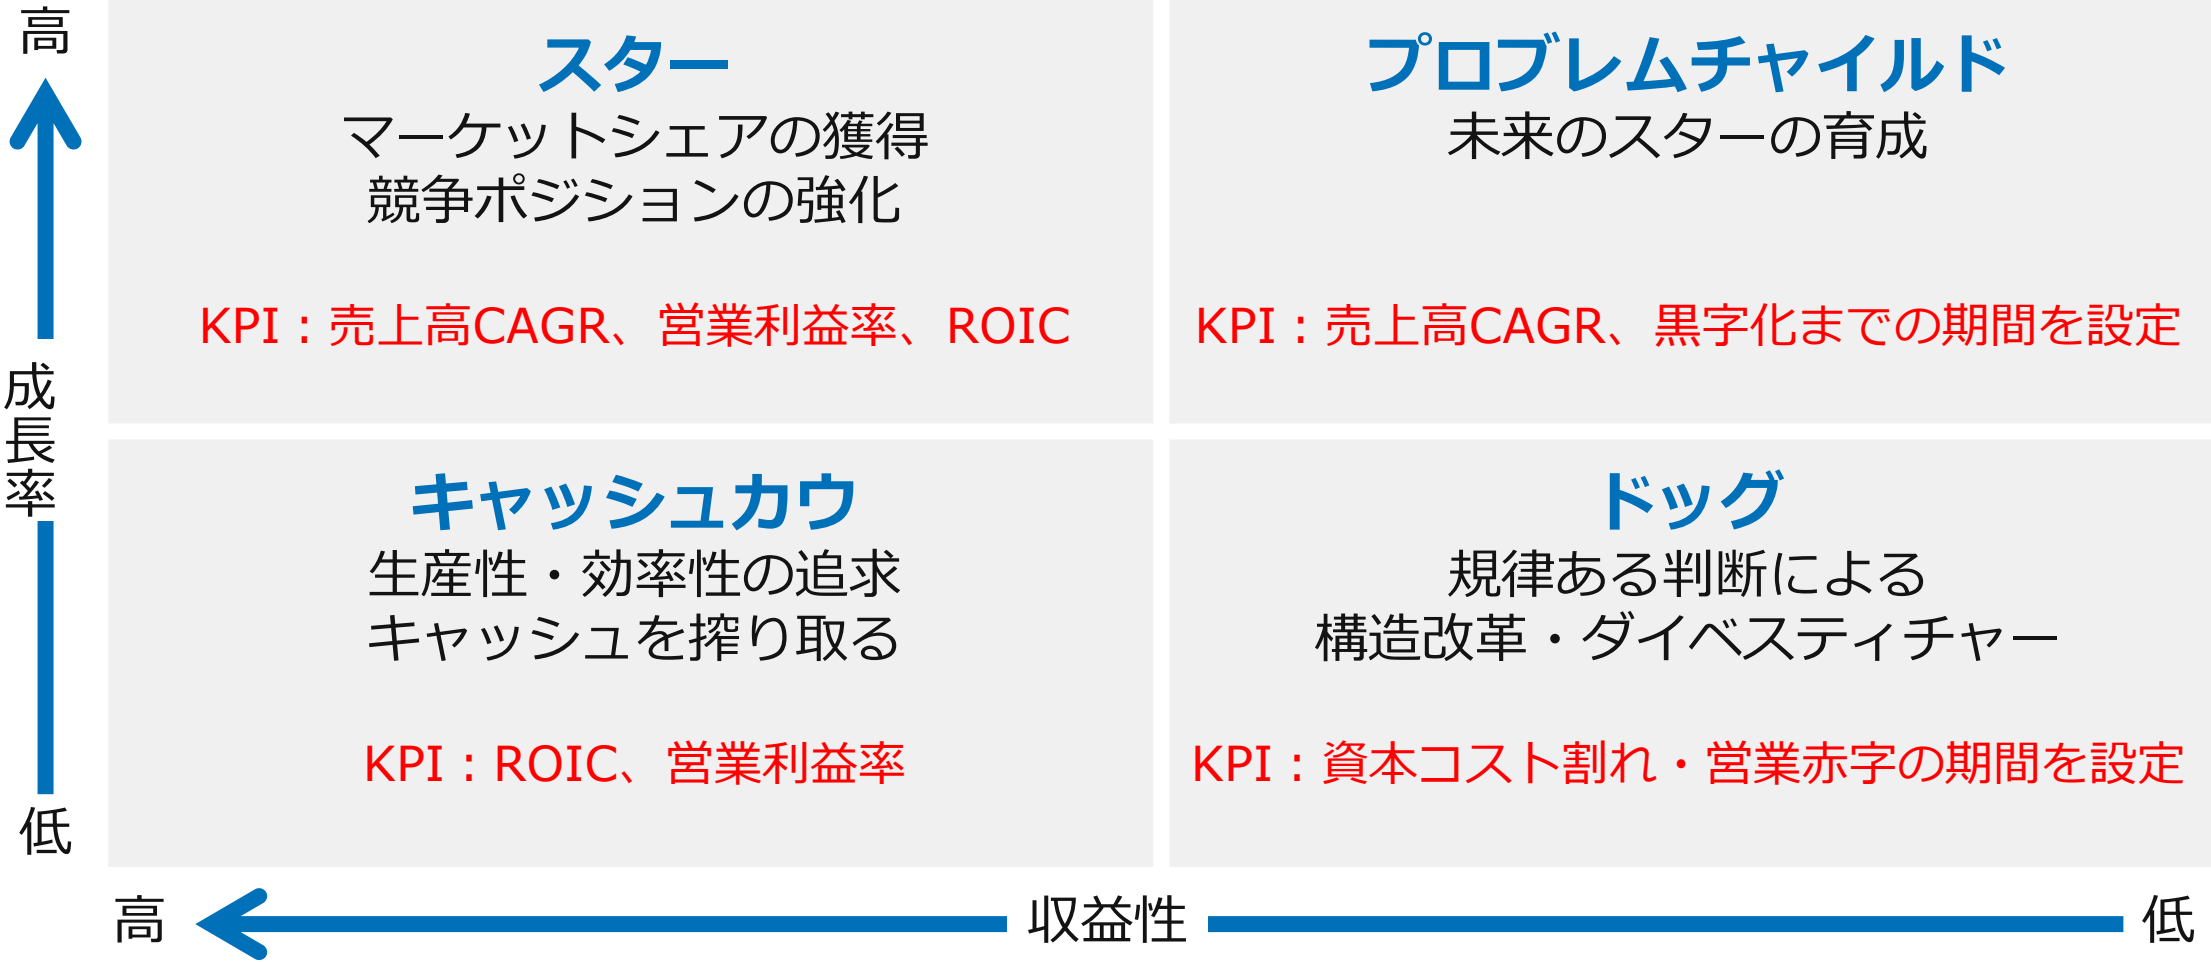 高
成長率
低
スター
マーケットシェアの獲得
競争ポジションの強化
KPI：売上高CAGR、営業利益率、ROIC
プロブレムチャイルド
未来のスターの育成
KPI：売上高CAGR、黒字化までの期間を設定
キャッシュカウ
生産性・効率性の追求
キャッシュを搾り取る
KPI：ROIC、営業利益率
ドッグ
規律ある判断による
構造改革・ダイベスティチャー
KPI：資本コスト割れ・営業赤字の期間を設定
高
収益性
低